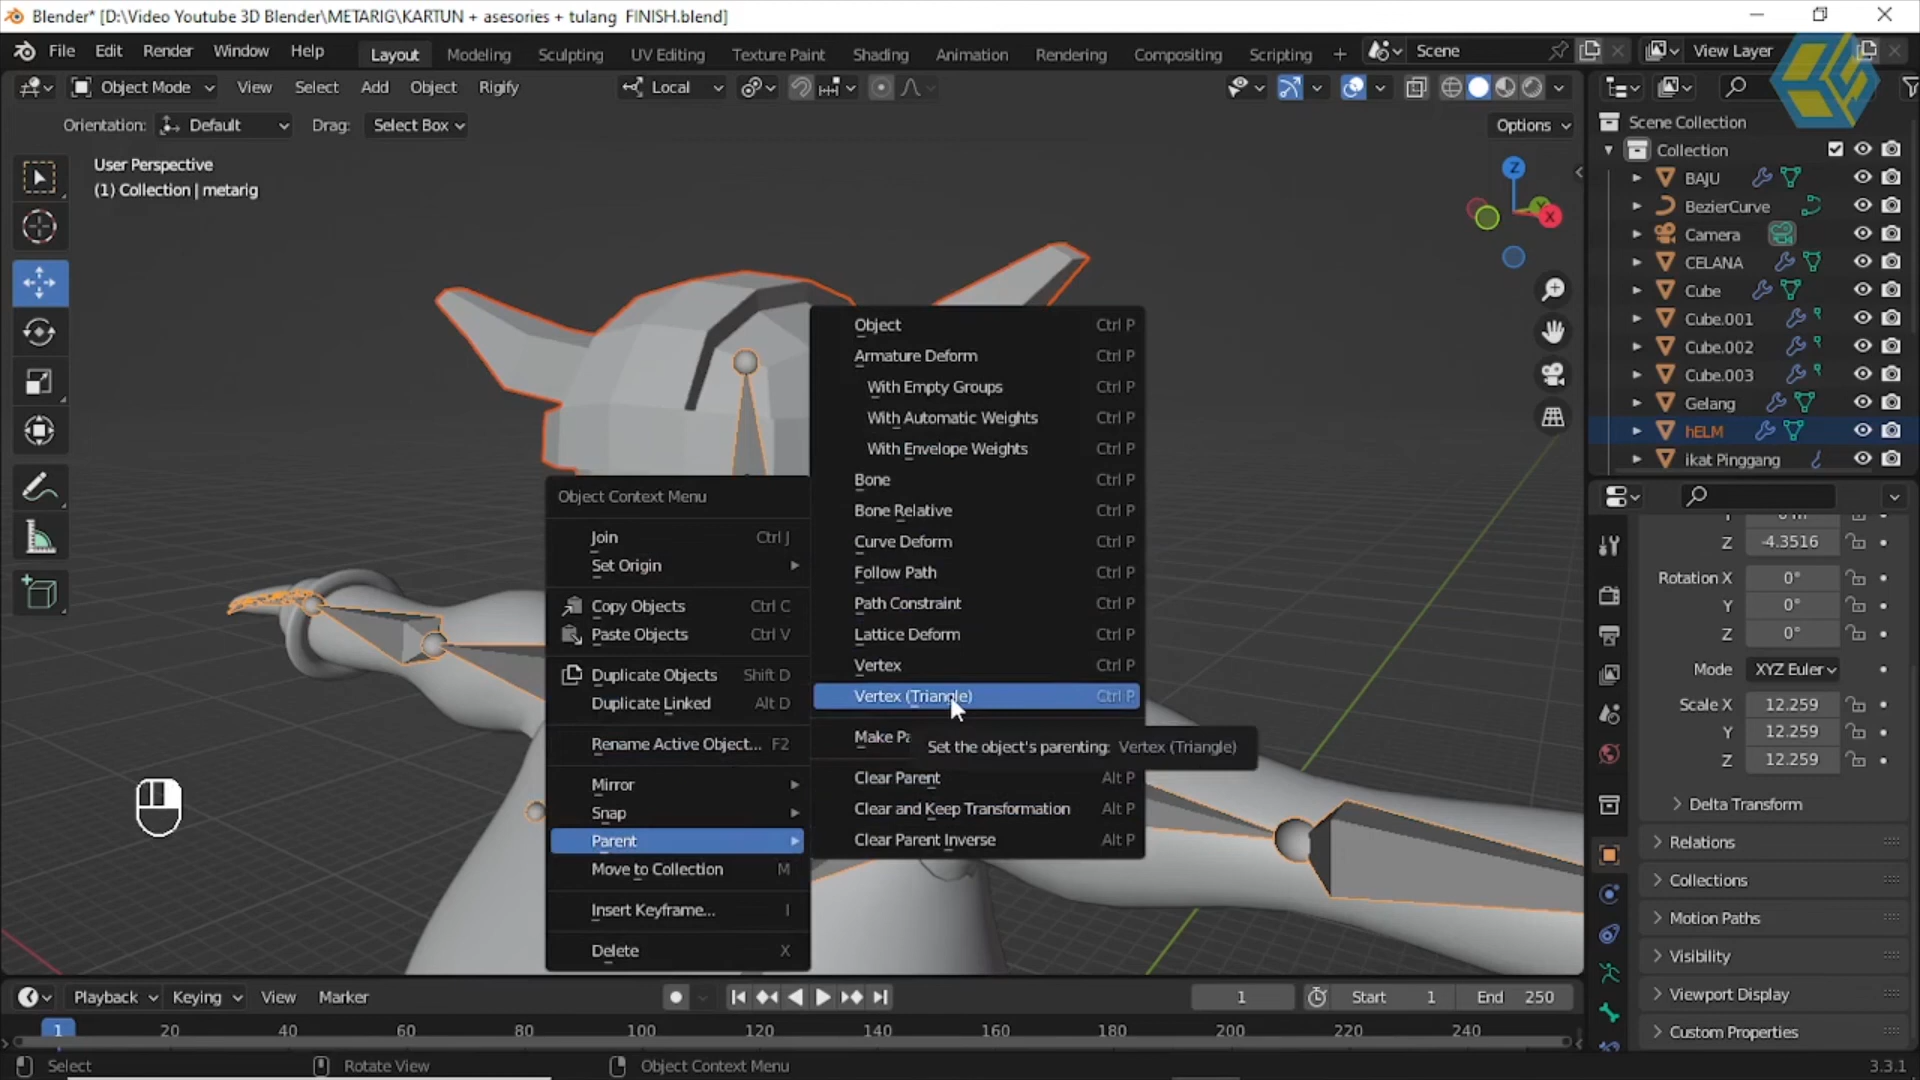 Blender* [D:\Video Youtube 3D Blender\METARIG\KARTUN + asesories + tulang  FINISH.blend]
File Edit Render Window Help Layout Modeling Sculpting UV Editing Texture Paint Shading Animation Rendering Compositing Scripting + Scene View Layer
Object Mode View Select Add Object Rigify Local
Orientation: Default Drag: Select Box Options
User Perspective
(1) Collection | metarig
Z
Y
X
Scene Collection
Collection
BAJU
BezierCurve
Camera
CELANA
Cube
Cube.001
Cube.002
Cube.003
Gelang
hELM
ikat Pinggang
Object Ctrl P
Armature Deform Ctrl P
With Empty Groups Ctrl P
With Automatic Weights Ctrl P
With Envelope Weights Ctrl P
Bone Ctrl P
Bone Relative Ctrl P
Curve Deform Ctrl P
Follow Path Ctrl P
Path Constraint Ctrl P
Lattice Deform Ctrl P
Vertex Ctrl P
Vertex (Triangle) Ctrl P
Make Pa
Set the object's parenting: Vertex (Triangle)
Clear Parent Alt P
Clear and Keep Transformation Alt P
Clear Parent Inverse Alt P
Object Context Menu
Join Ctrl J
Set Origin
Copy Objects Ctrl C
Paste Objects Ctrl V
Duplicate Objects Shift D
Duplicate Linked Alt D
Rename Active Object... F2
Mirror
Snap
Parent
Move to Collection M
Insert Keyframe... I
Delete X
Z -4.3516
Rotation X 0°
Y 0°
Z 0°
Mode XYZ Euler
Scale X 12.259
Y 12.259
Z 12.259
Delta Transform
Relations
Collections
Motion Paths
Visibility
Viewport Display
Custom Properties
Playback Keying View Marker 1 Start 1 End 250
1 20 40 60 80 100 120 140 160 180 200 220 240
Select Rotate View Object Context Menu 3.3.1